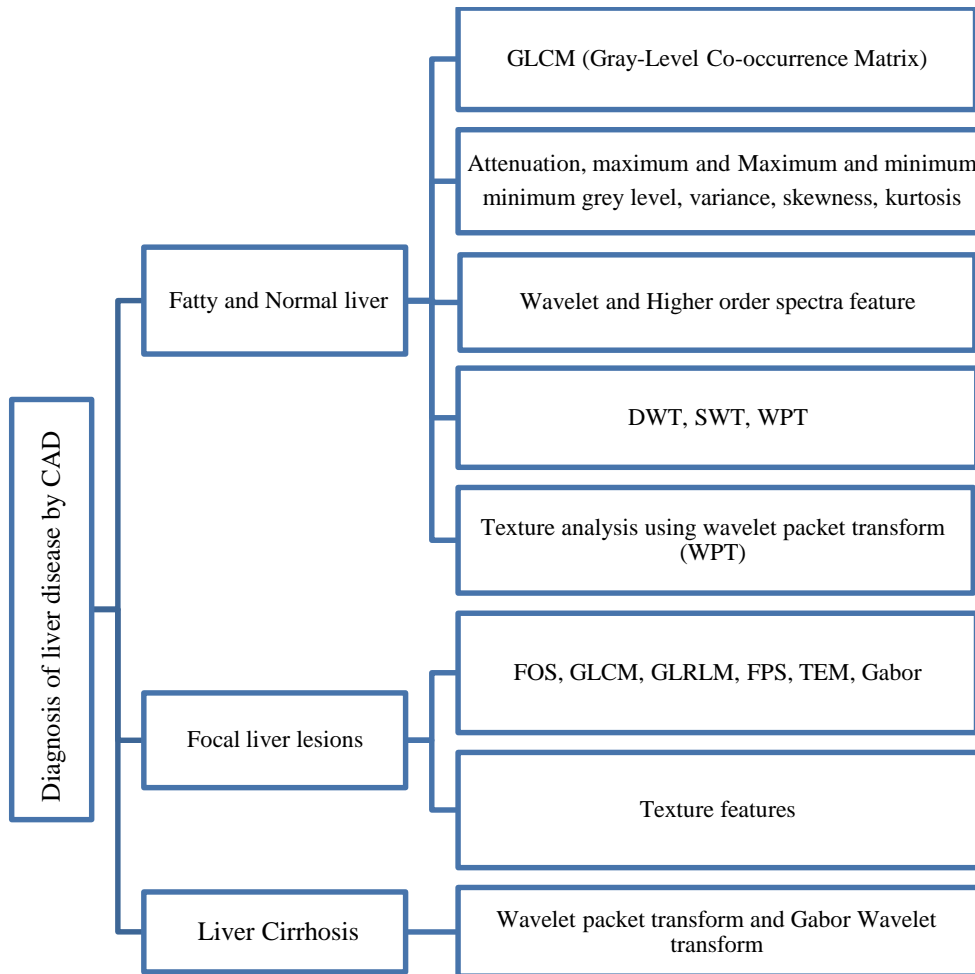 Diagnosis of liver disease by CAD
Fatty and Normal liver
GLCM (Gray-Level Co-occurrence Matrix)
Attenuation, maximum and Maximum and minimum
minimum grey level, variance, skewness, kurtosis
Wavelet and Higher order spectra feature
DWT, SWT, WPT
Texture analysis using wavelet packet transform
(WPT)
Focal liver lesions
FOS, GLCM, GLRLM, FPS, TEM, Gabor
Texture features
Liver Cirrhosis
Wavelet packet transform and Gabor Wavelet
transform